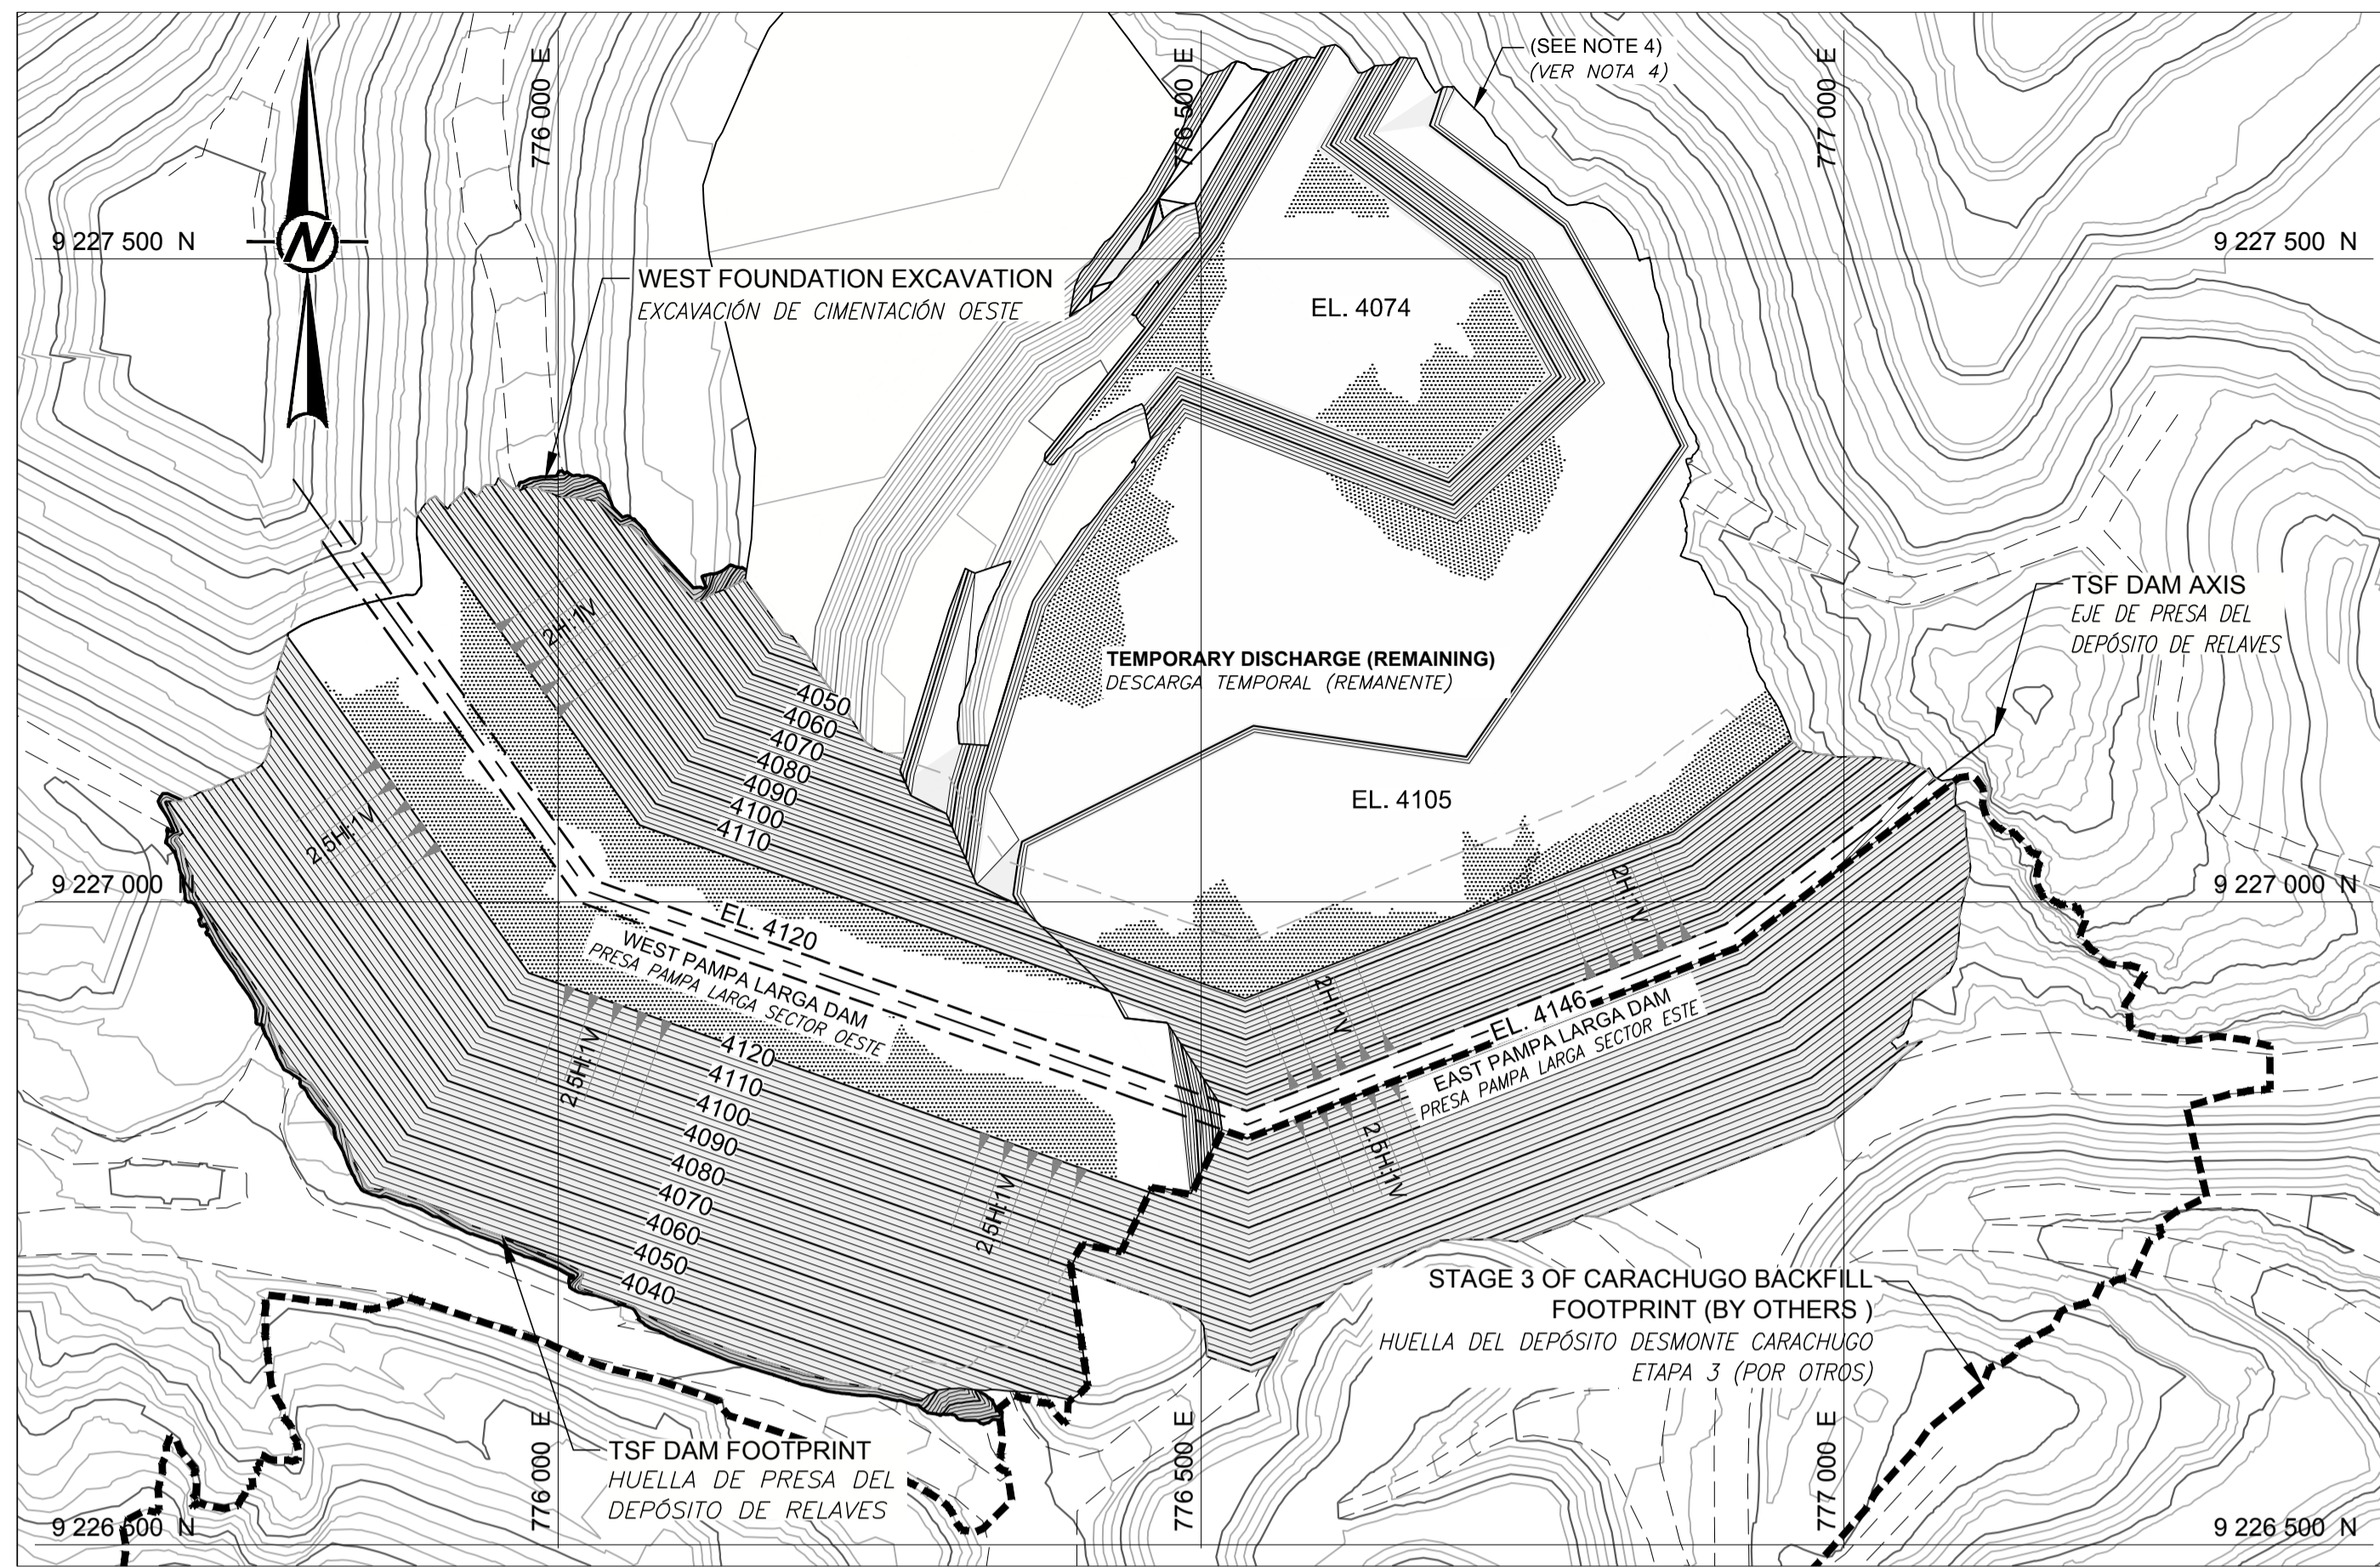 (SEE NOTE 4)
(VER NOTA 4)
776 000 E
776 500 E
777 000 E
9 227 500 N
N
9 227 500 N
WEST FOUNDATION EXCAVATION
EXCAVACIÓN DE CIMENTACIÓN OESTE
EL. 4074
TSF DAM AXIS
EJE DE PRESA DEL
DEPÓSITO DE RELAVES
2H:1V
TEMPORARY DISCHARGE (REMAINING)
DESCARGA TEMPORAL (REMANENTE)
4050
4060
4070
4080
4090
4100
4110
EL. 4105
2.5H:1V
2H:1V
9 227 000 N
9 227 000 N
EL. 4120
WEST PAMPA LARGA DAM
PRESA PAMPA LARGA SECTOR OESTE
2H:1V
EL. 4146
EAST PAMPA LARGA DAM
PRESA PAMPA LARGA SECTOR ESTE
2.5H:1V
4120
4110
4100
4090
4080
4070
4060
4050
4040
2.5H:1V
2.5H:1V
STAGE 3 OF CARACHUGO BACKFILL
FOOTPRINT (BY OTHERS )
HUELLA DEL DEPÓSITO DESMONTE CARACHUGO
ETAPA 3 (POR OTROS)
TSF DAM FOOTPRINT
HUELLA DE PRESA DEL
DEPÓSITO DE RELAVES
776 000 E
776 500 E
777 000 E
9 226 500 N
9 226 500 N